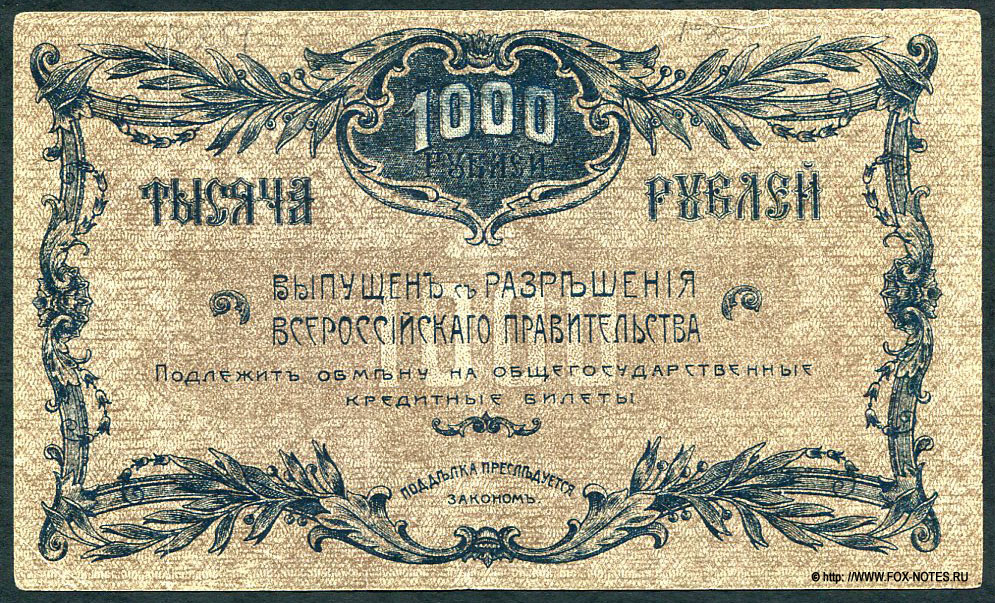 1000
РУБЛЕЙ
ТЫСЯЧА РУБЛЕЙ
ВЫПУЩЕНЪ съ РАЗРѢШЕНІЯ
ВСЕРОССІЙСКАГО ПРАВИТЕЛЬСТВА
1000
ПОДЛЕЖИТЪ ОБМѢНУ НА ОБЩЕГОСУДАРСТВЕННЫЕ
КРЕДИТНЫЕ БИЛЕТЫ
ПОДДѢЛКА ПРЕСЛѢДУЕТСЯ
ЗАКОНОМЪ.
© http: //WWW.FOX-NOTES.RU